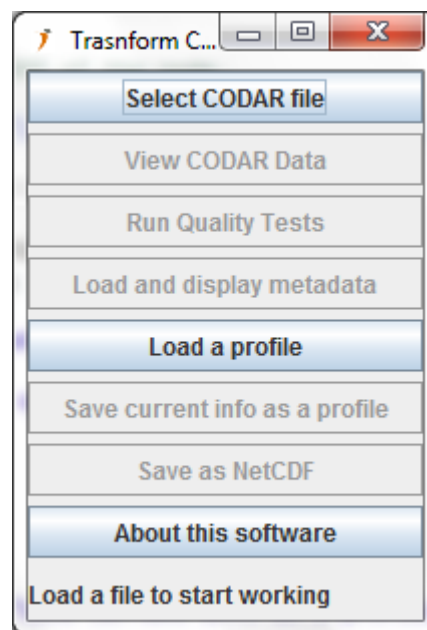 Trasnform C...
Select CODAR file
View CODAR Data
Run Quality Tests
Load and display metadata
Load a profile
Save current info as a profile
Save as NetCDF
About this software
Load a file to start working